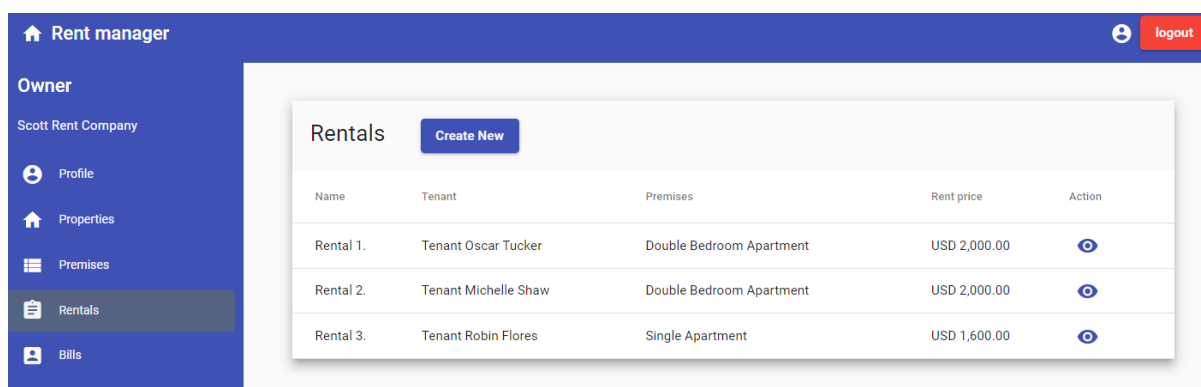 Rent manager
logout
Owner
Scott Rent Company
Profile
Properties
Premises
Rentals
Bills
Rentals
Create New
Name Tenant Premises Rent price Action
Rental 1. Tenant Oscar Tucker Double Bedroom Apartment USD 2,000.00
Rental 2. Tenant Michelle Shaw Double Bedroom Apartment USD 2,000.00
Rental 3. Tenant Robin Flores Single Apartment USD 1,600.00